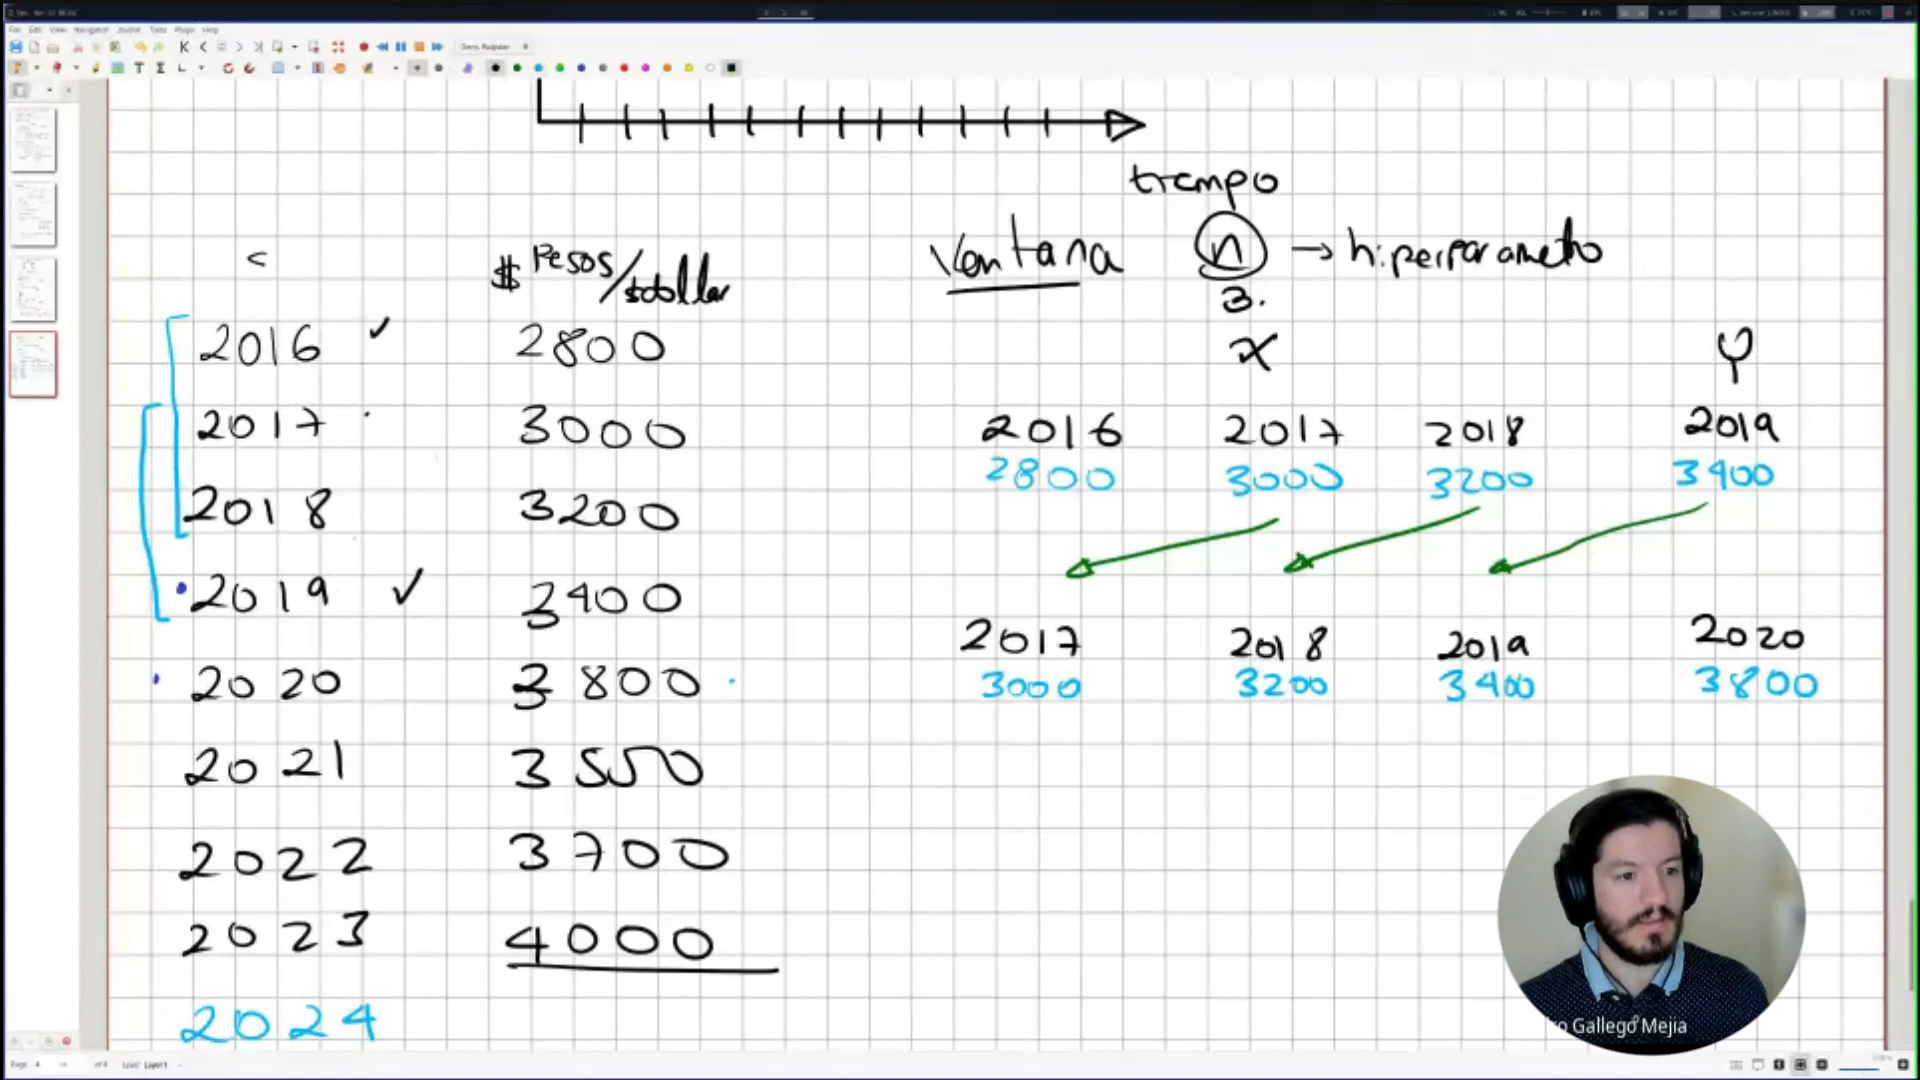 tiempo
Ventana n → hiperparametro
3.
$ Pesos/$dollar
x Y
2016 ✓ 2800
2017 3000
2018 3200
2019 ✓ 3400
2020 3800
2021 3550
2022 3700
2023 4000
2024
2016 2017 2018 2019
2800 3000 3200 3400
2017 2018 2019 2020
3000 3200 3400 3800
Gallego Mejia